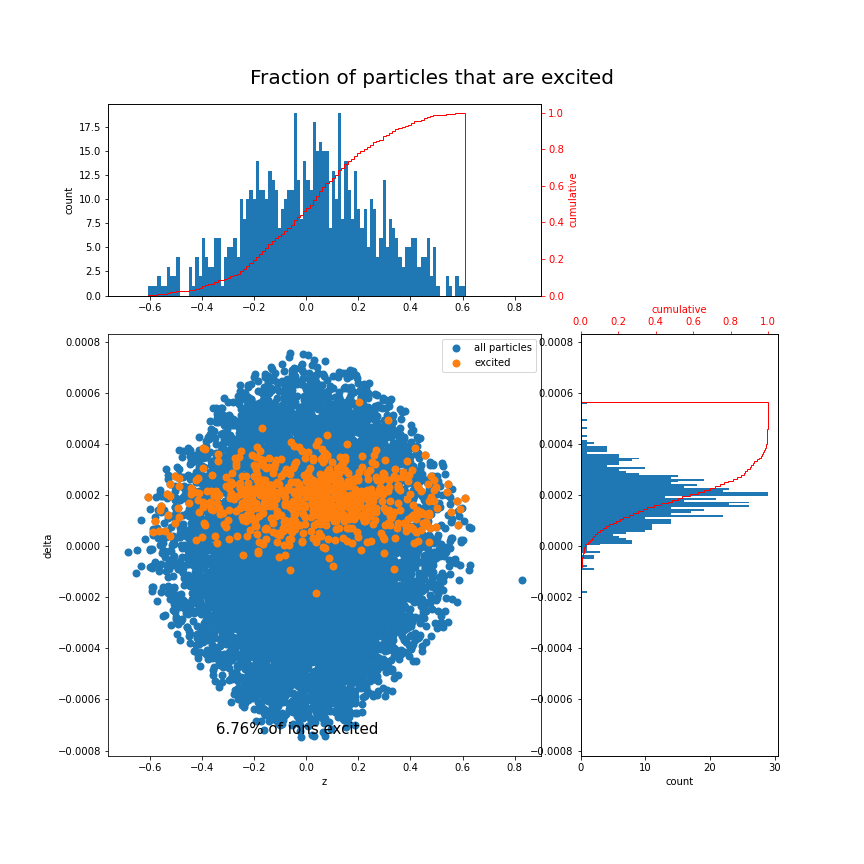 Fraction of particles that are excited
17.5
15.0
12.5
10.0
7.5
5.0
2.5
0.0
count
1.0
0.8
0.6
0.4
0.2
0.0
cumulative
−0.6 −0.4 −0.2 0.0 0.2 0.4 0.6 0.8
cumulative
0.0 0.2 0.4 0.6 0.8 1.0
all particles
excited
0.0008
0.0006
0.0004
0.0002
0.0000
−0.0002
−0.0004
−0.0006
−0.0008
delta
6.76% of ions excited
−0.6 −0.4 −0.2 0.0 0.2 0.4 0.6 0.8
z
0.0008
0.0006
0.0004
0.0002
0.0000
−0.0002
−0.0004
−0.0006
−0.0008
0 10 20 30
count